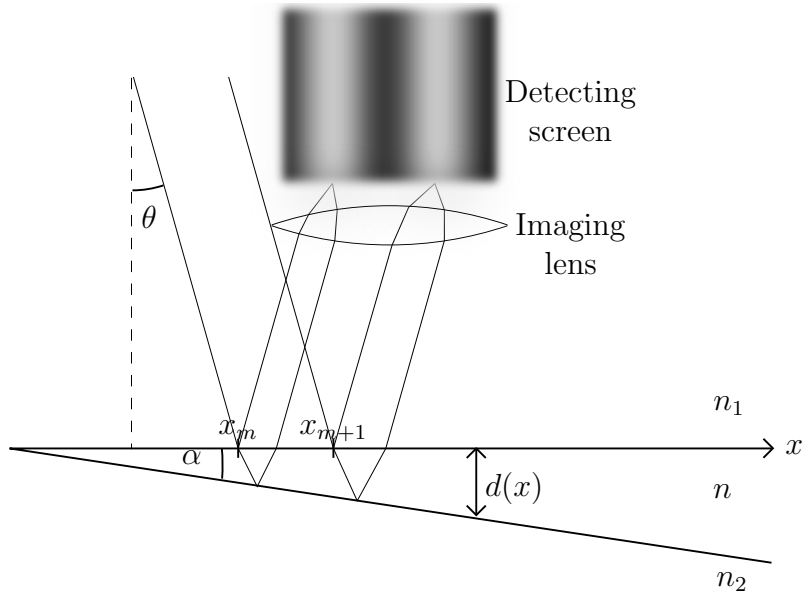 Detecting
screen
θ
Imaging
lens
x_m
x_{m+1}
n_1
x
α
d(x)
n
n_2